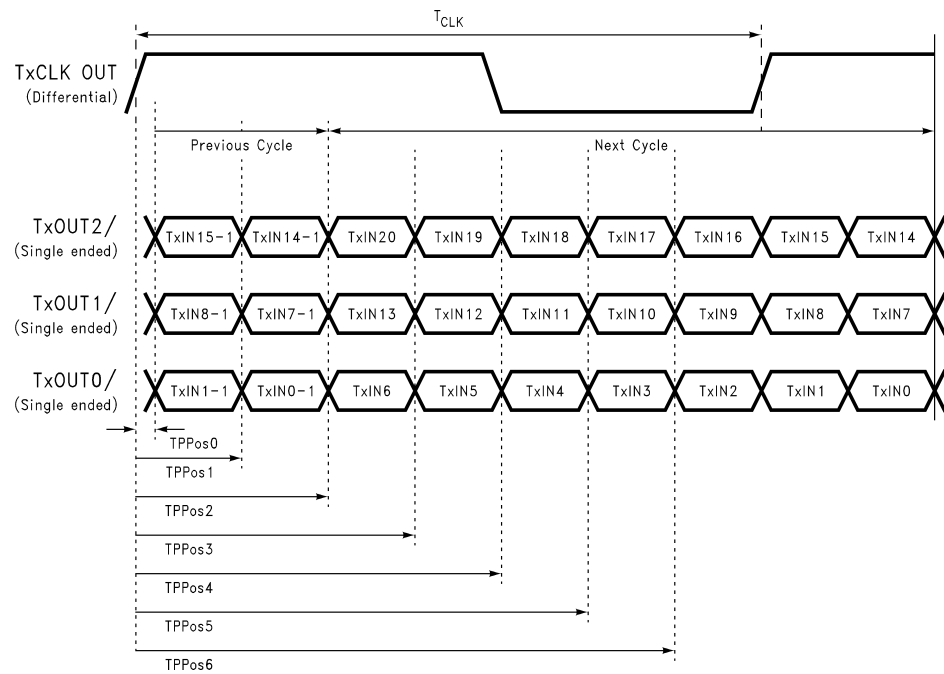 TCLK
TxCLK OUT
(Differential)
Previous Cycle
Next Cycle
TxOUT2/
(Single ended)
TxIN15-1 TxIN14-1 TxIN20 TxIN19 TxIN18 TxIN17 TxIN16 TxIN15 TxIN14
TxOUT1/
(Single ended)
TxIN8-1 TxIN7-1 TxIN13 TxIN12 TxIN11 TxIN10 TxIN9 TxIN8 TxIN7
TxOUT0/
(Single ended)
TxIN1-1 TxIN0-1 TxIN6 TxIN5 TxIN4 TxIN3 TxIN2 TxIN1 TxIN0
TPPos0
TPPos1
TPPos2
TPPos3
TPPos4
TPPos5
TPPos6